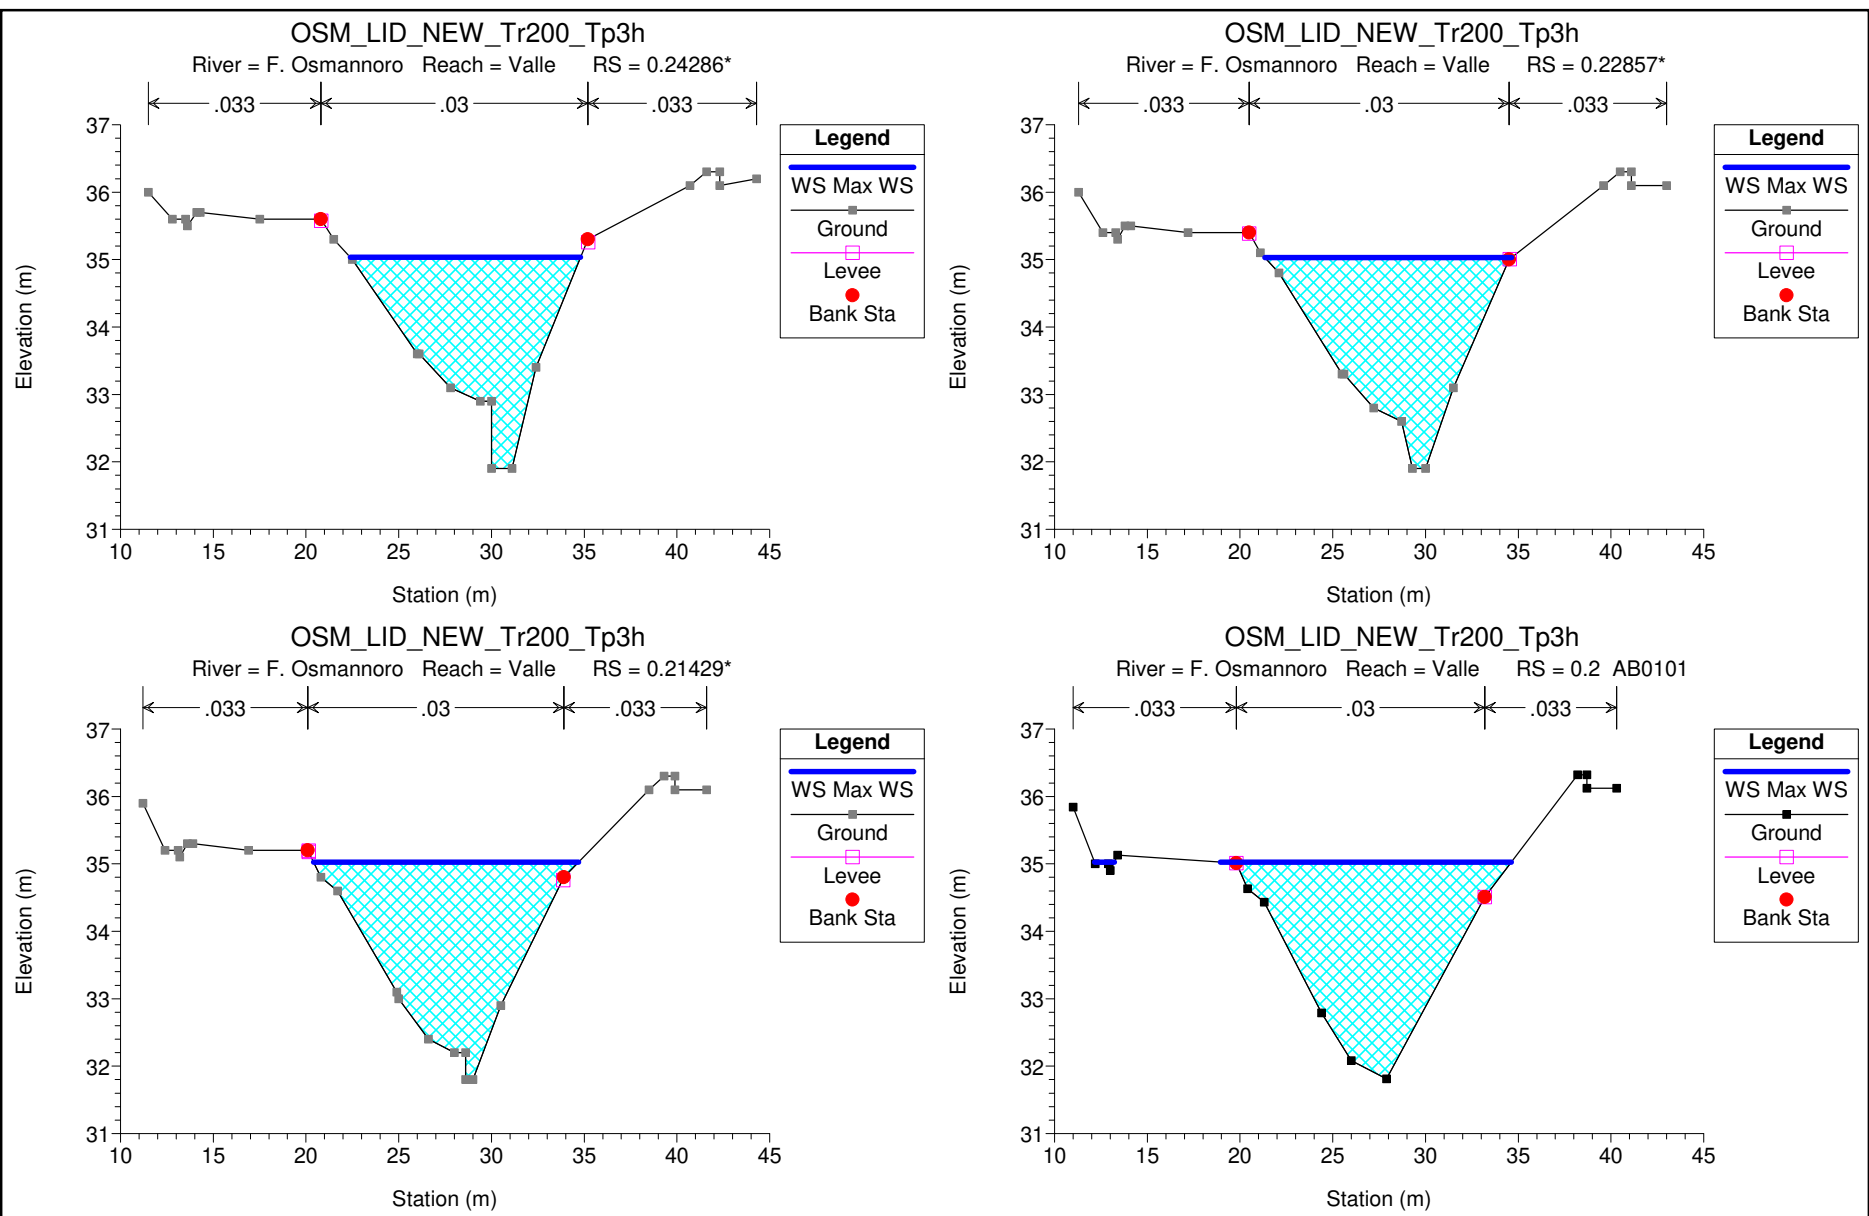 OSM_LID_NEW_Tr200_Tp3h
River = F. Osmannoro Reach = Valle RS = 0.24286*
.033 .03 .033
37
36
35
34
33
32
31
Elevation (m)
10 15 20 25 30 35 40 45
Station (m)
Legend
WS Max WS
Ground
Levee
Bank Sta
OSM_LID_NEW_Tr200_Tp3h
River = F. Osmannoro Reach = Valle RS = 0.22857*
.033 .03 .033
37
36
35
34
33
32
31
Elevation (m)
10 15 20 25 30 35 40 45
Station (m)
Legend
WS Max WS
Ground
Levee
Bank Sta
OSM_LID_NEW_Tr200_Tp3h
River = F. Osmannoro Reach = Valle RS = 0.21429*
.033 .03 .033
37
36
35
34
33
32
31
Elevation (m)
10 15 20 25 30 35 40 45
Station (m)
Legend
WS Max WS
Ground
Levee
Bank Sta
OSM_LID_NEW_Tr200_Tp3h
River = F. Osmannoro Reach = Valle RS = 0.2 AB0101
.033 .03 .033
37
36
35
34
33
32
31
Elevation (m)
10 15 20 25 30 35 40 45
Station (m)
Legend
WS Max WS
Ground
Levee
Bank Sta